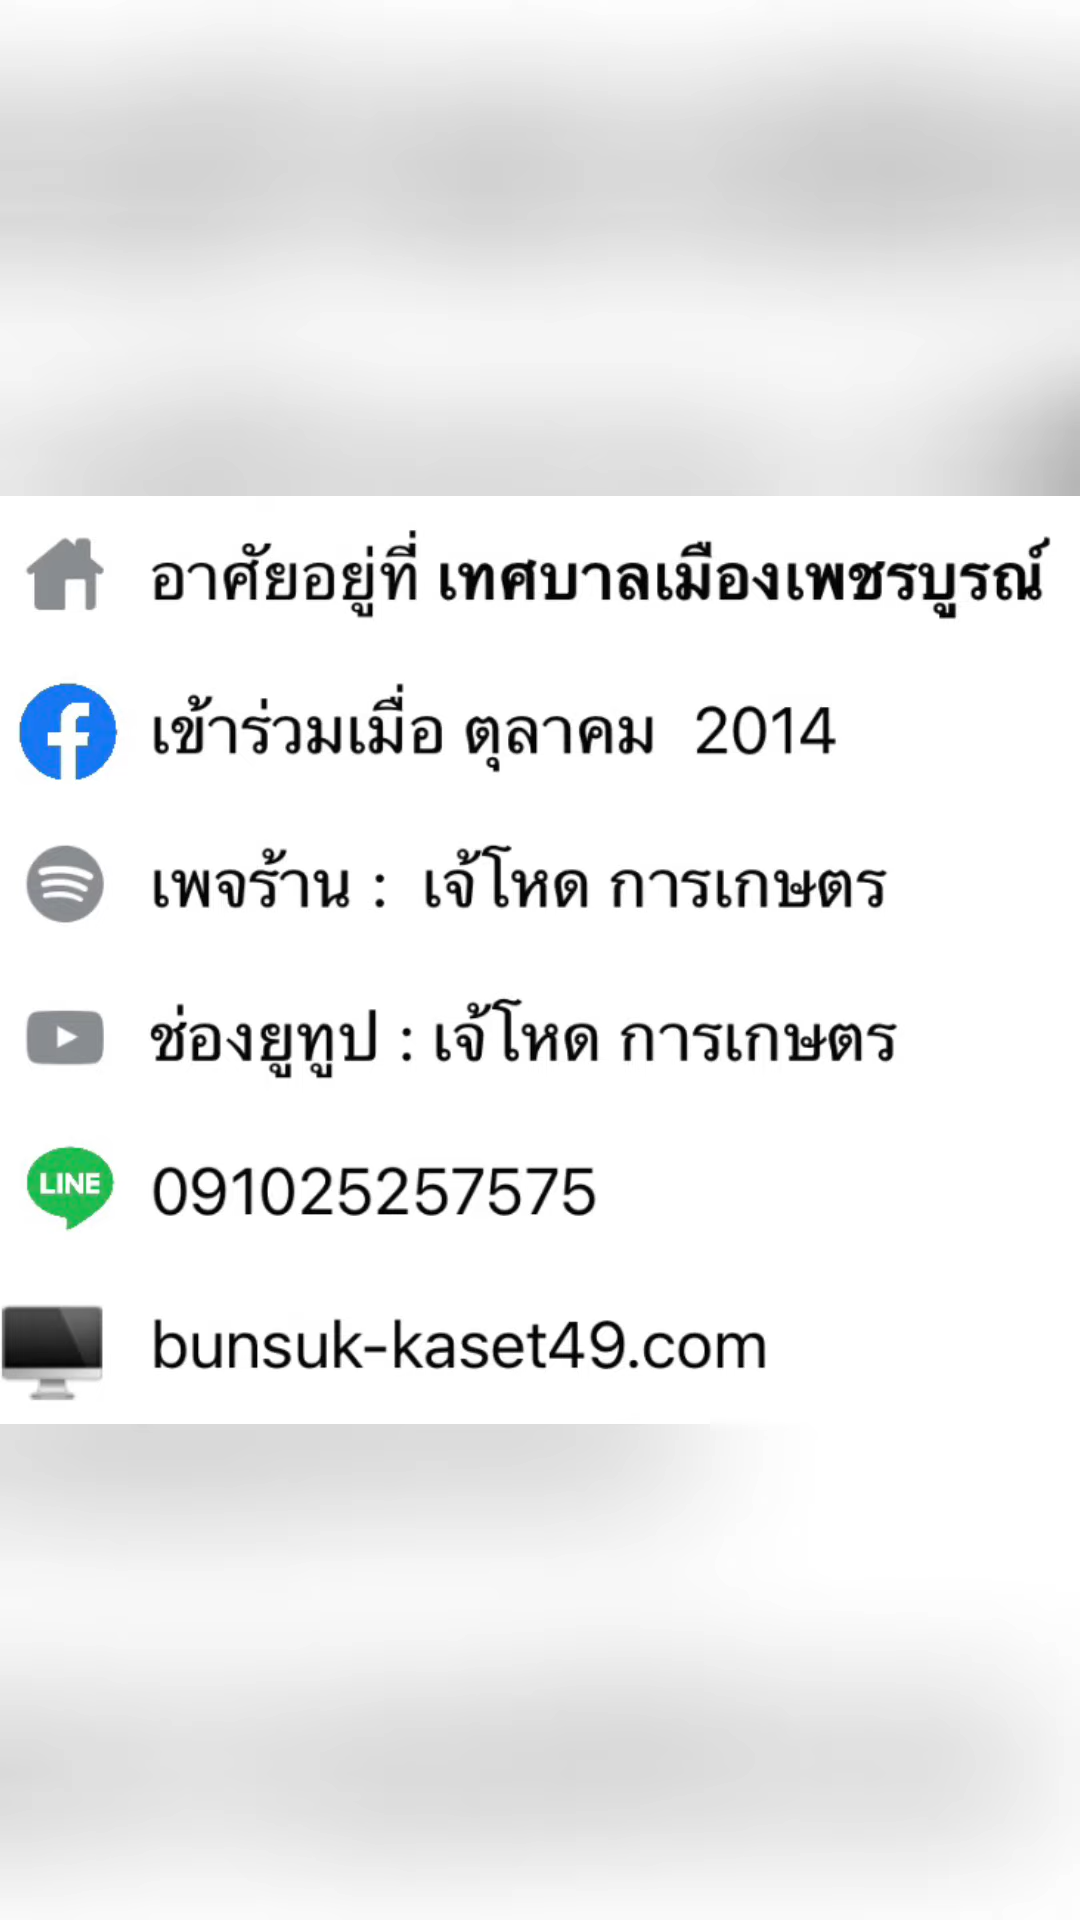 อาศัยอยู่ที่ เทศบาลเมืองเพชรบูรณ์
เข้าร่วมเมื่อ ตุลาคม 2014
เพจร้าน : เจ้โหด การเกษตร
ช่องยูทูป : เจ้โหด การเกษตร
LINE 091025257575
bunsuk-kaset49.com